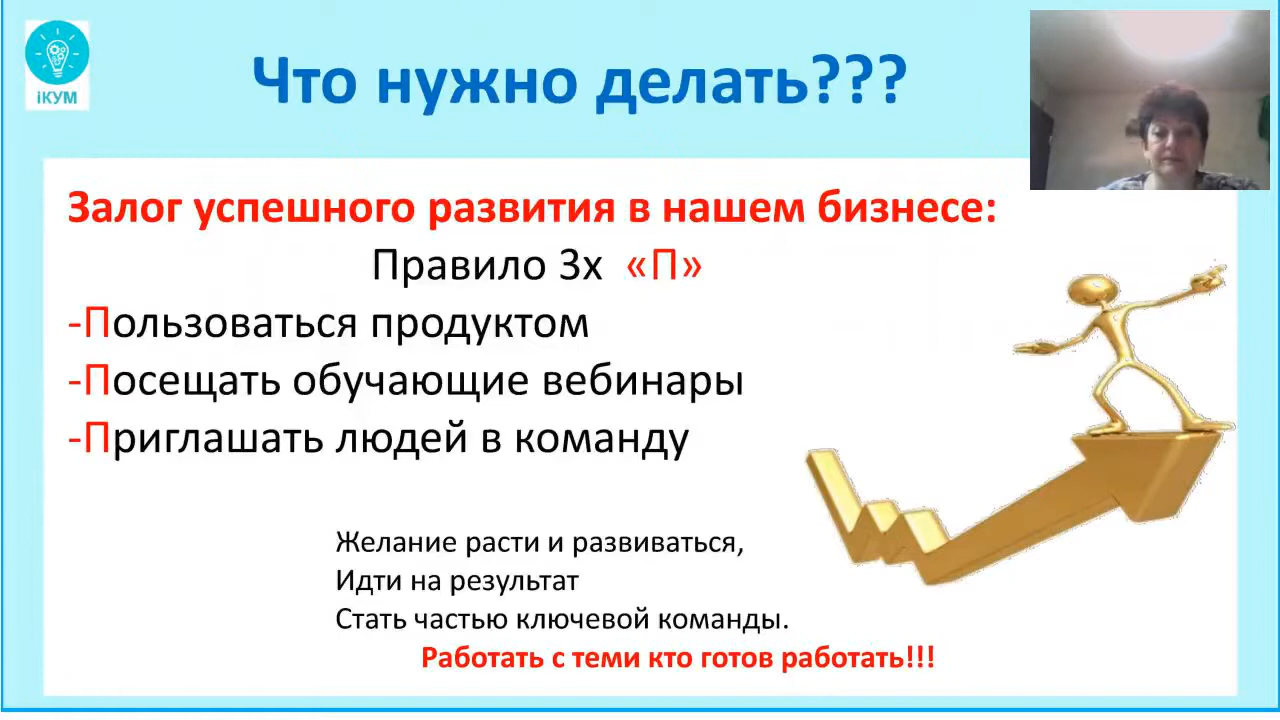 iКУМ
Что нужно делать???
Залог успешного развития в нашем бизнесе:
Правило 3х «П»
-Пользоваться продуктом
-Посещать обучающие вебинары
-Приглашать людей в команду
Желание расти и развиваться,
Идти на результат
Стать частью ключевой команды.
Работать с теми кто готов работать!!!